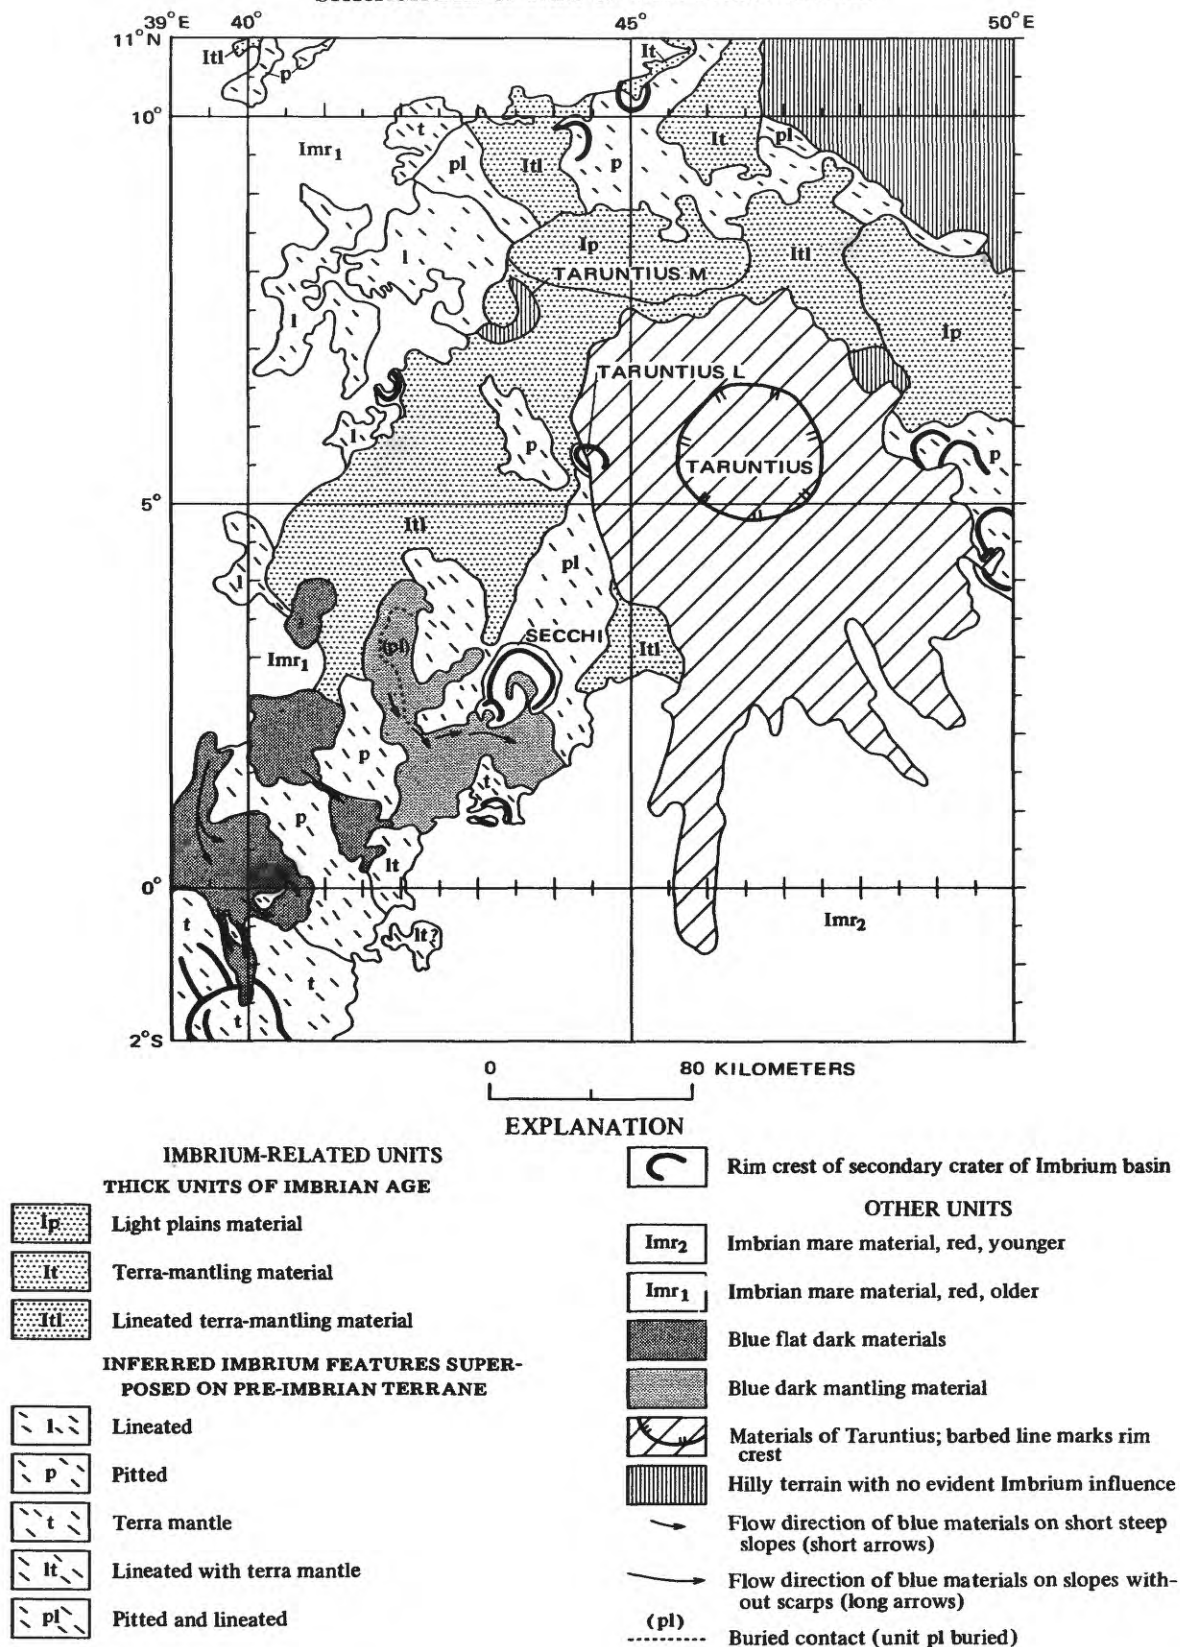 39°E 40° 45° 50°E
11°N
Itl
It
p
10°
t
It
pl
Imr1
Itl
p
pl
Ip
Itl
l
TARUNTIUS M
l
Ip
TARUNTIUS L
l
p
p
TARUNTIUS
5°
Itl
pl
l
SECCHI
(pl)
Itl
Imr1
p
t
p
lt
0°
Imr2
t
lt?
t
t
2°S
0 80 KILOMETERS
EXPLANATION
IMBRIUM-RELATED UNITS
THICK UNITS OF IMBRIAN AGE
Ip Light plains material
It Terra-mantling material
Itl Lineated terra-mantling material
INFERRED IMBRIUM FEATURES SUPER-
POSED ON PRE-IMBRIAN TERRANE
l Lineated
p Pitted
t Terra mantle
lt Lineated with terra mantle
pl Pitted and lineated
Rim crest of secondary crater of Imbrium basin
OTHER UNITS
Imr2 Imbrian mare material, red, younger
Imr1 Imbrian mare material, red, older
Blue flat dark materials
Blue dark mantling material
Materials of Taruntius; barbed line marks rim
crest
Hilly terrain with no evident Imbrium influence
Flow direction of blue materials on short steep
slopes (short arrows)
Flow direction of blue materials on slopes with-
out scarps (long arrows)
(pl)
Buried contact (unit pl buried)